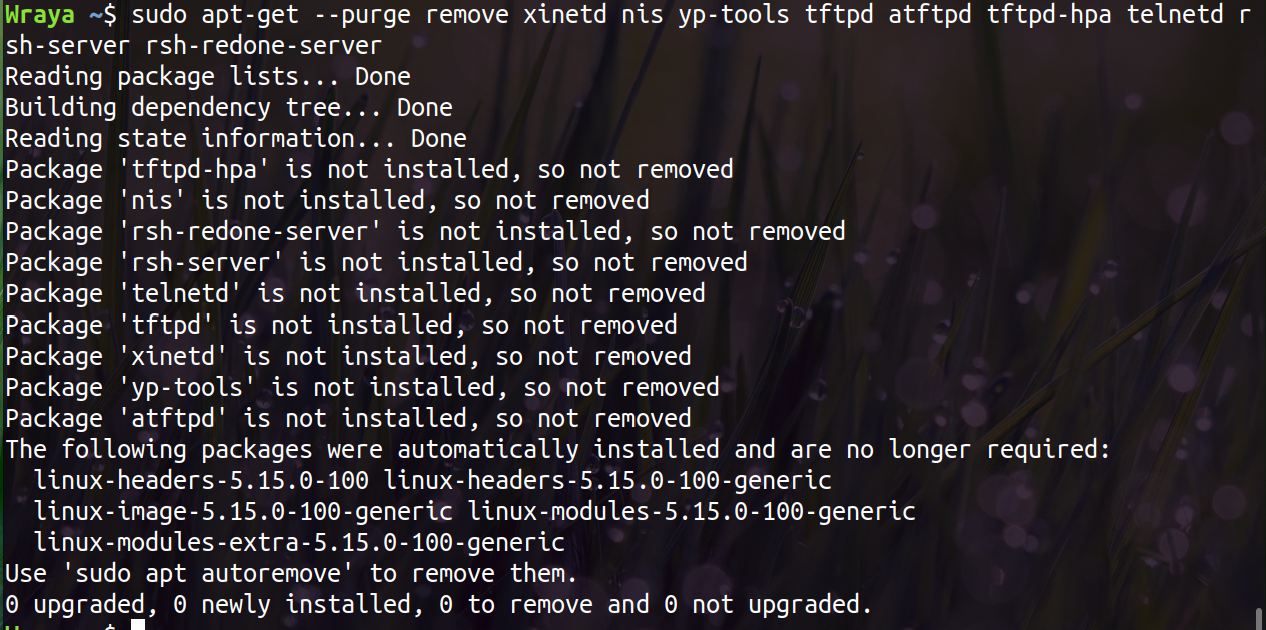 Wraya ~$ sudo apt-get --purge remove xinetd nis yp-tools tftpd atftpd tftpd-hpa telnetd r
sh-server rsh-redone-server
Reading package lists... Done
Building dependency tree... Done
Reading state information... Done
Package 'tftpd-hpa' is not installed, so not removed
Package 'nis' is not installed, so not removed
Package 'rsh-redone-server' is not installed, so not removed
Package 'rsh-server' is not installed, so not removed
Package 'telnetd' is not installed, so not removed
Package 'tftpd' is not installed, so not removed
Package 'xinetd' is not installed, so not removed
Package 'yp-tools' is not installed, so not removed
Package 'atftpd' is not installed, so not removed
The following packages were automatically installed and are no longer required:
  linux-headers-5.15.0-100 linux-headers-5.15.0-100-generic
  linux-image-5.15.0-100-generic linux-modules-5.15.0-100-generic
  linux-modules-extra-5.15.0-100-generic
Use 'sudo apt autoremove' to remove them.
0 upgraded, 0 newly installed, 0 to remove and 0 not upgraded.